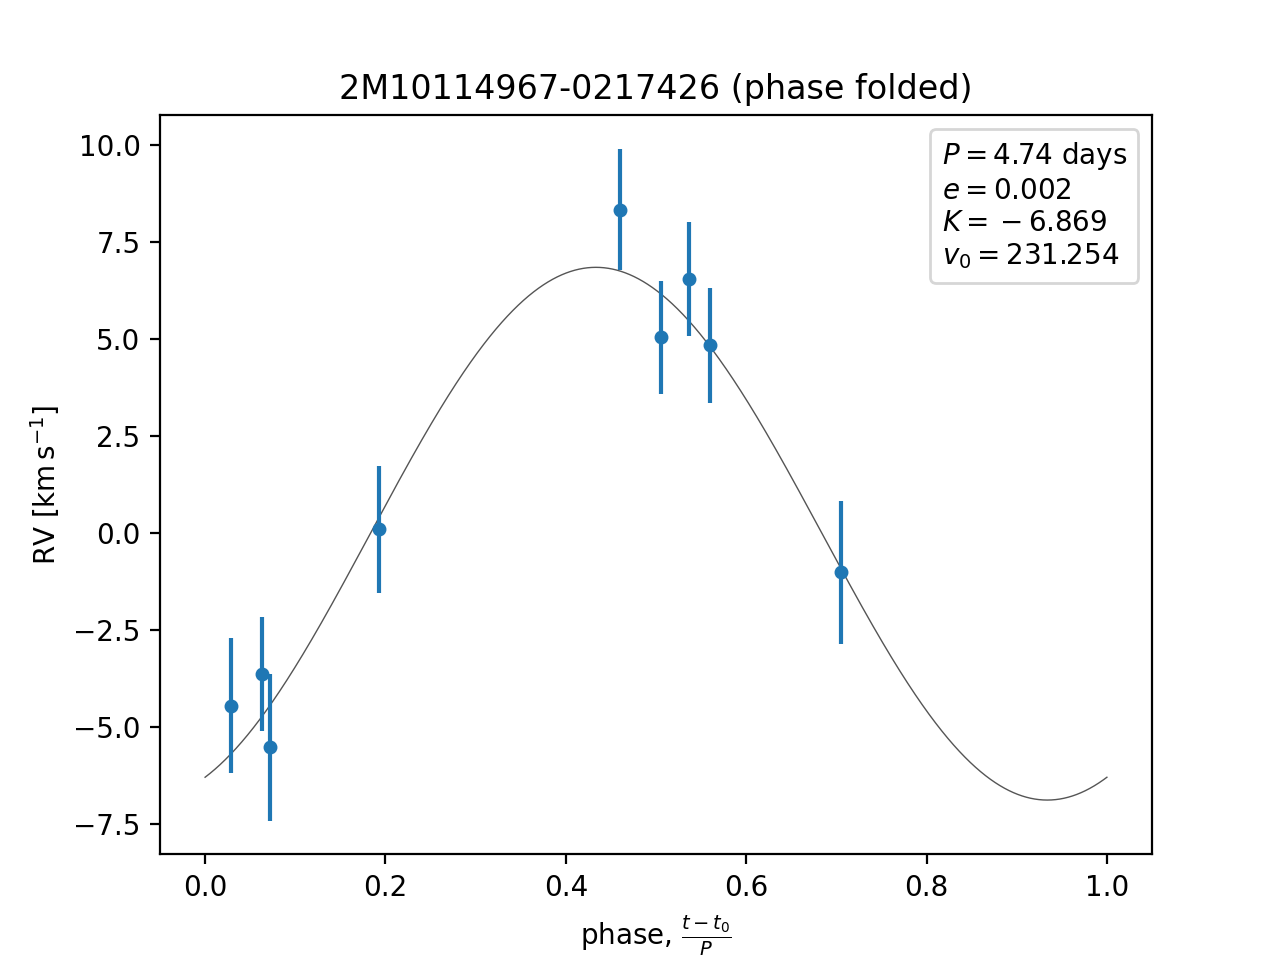 2M10114967-0217426 (phase folded)
P = 4.74 days
e = 0.002
K = −6.869
v₀ = 231.254
10.0
7.5
5.0
2.5
0.0
−2.5
−5.0
−7.5
RV [km s⁻¹]
0.0 0.2 0.4 0.6 0.8 1.0
phase, (t − t₀)/P